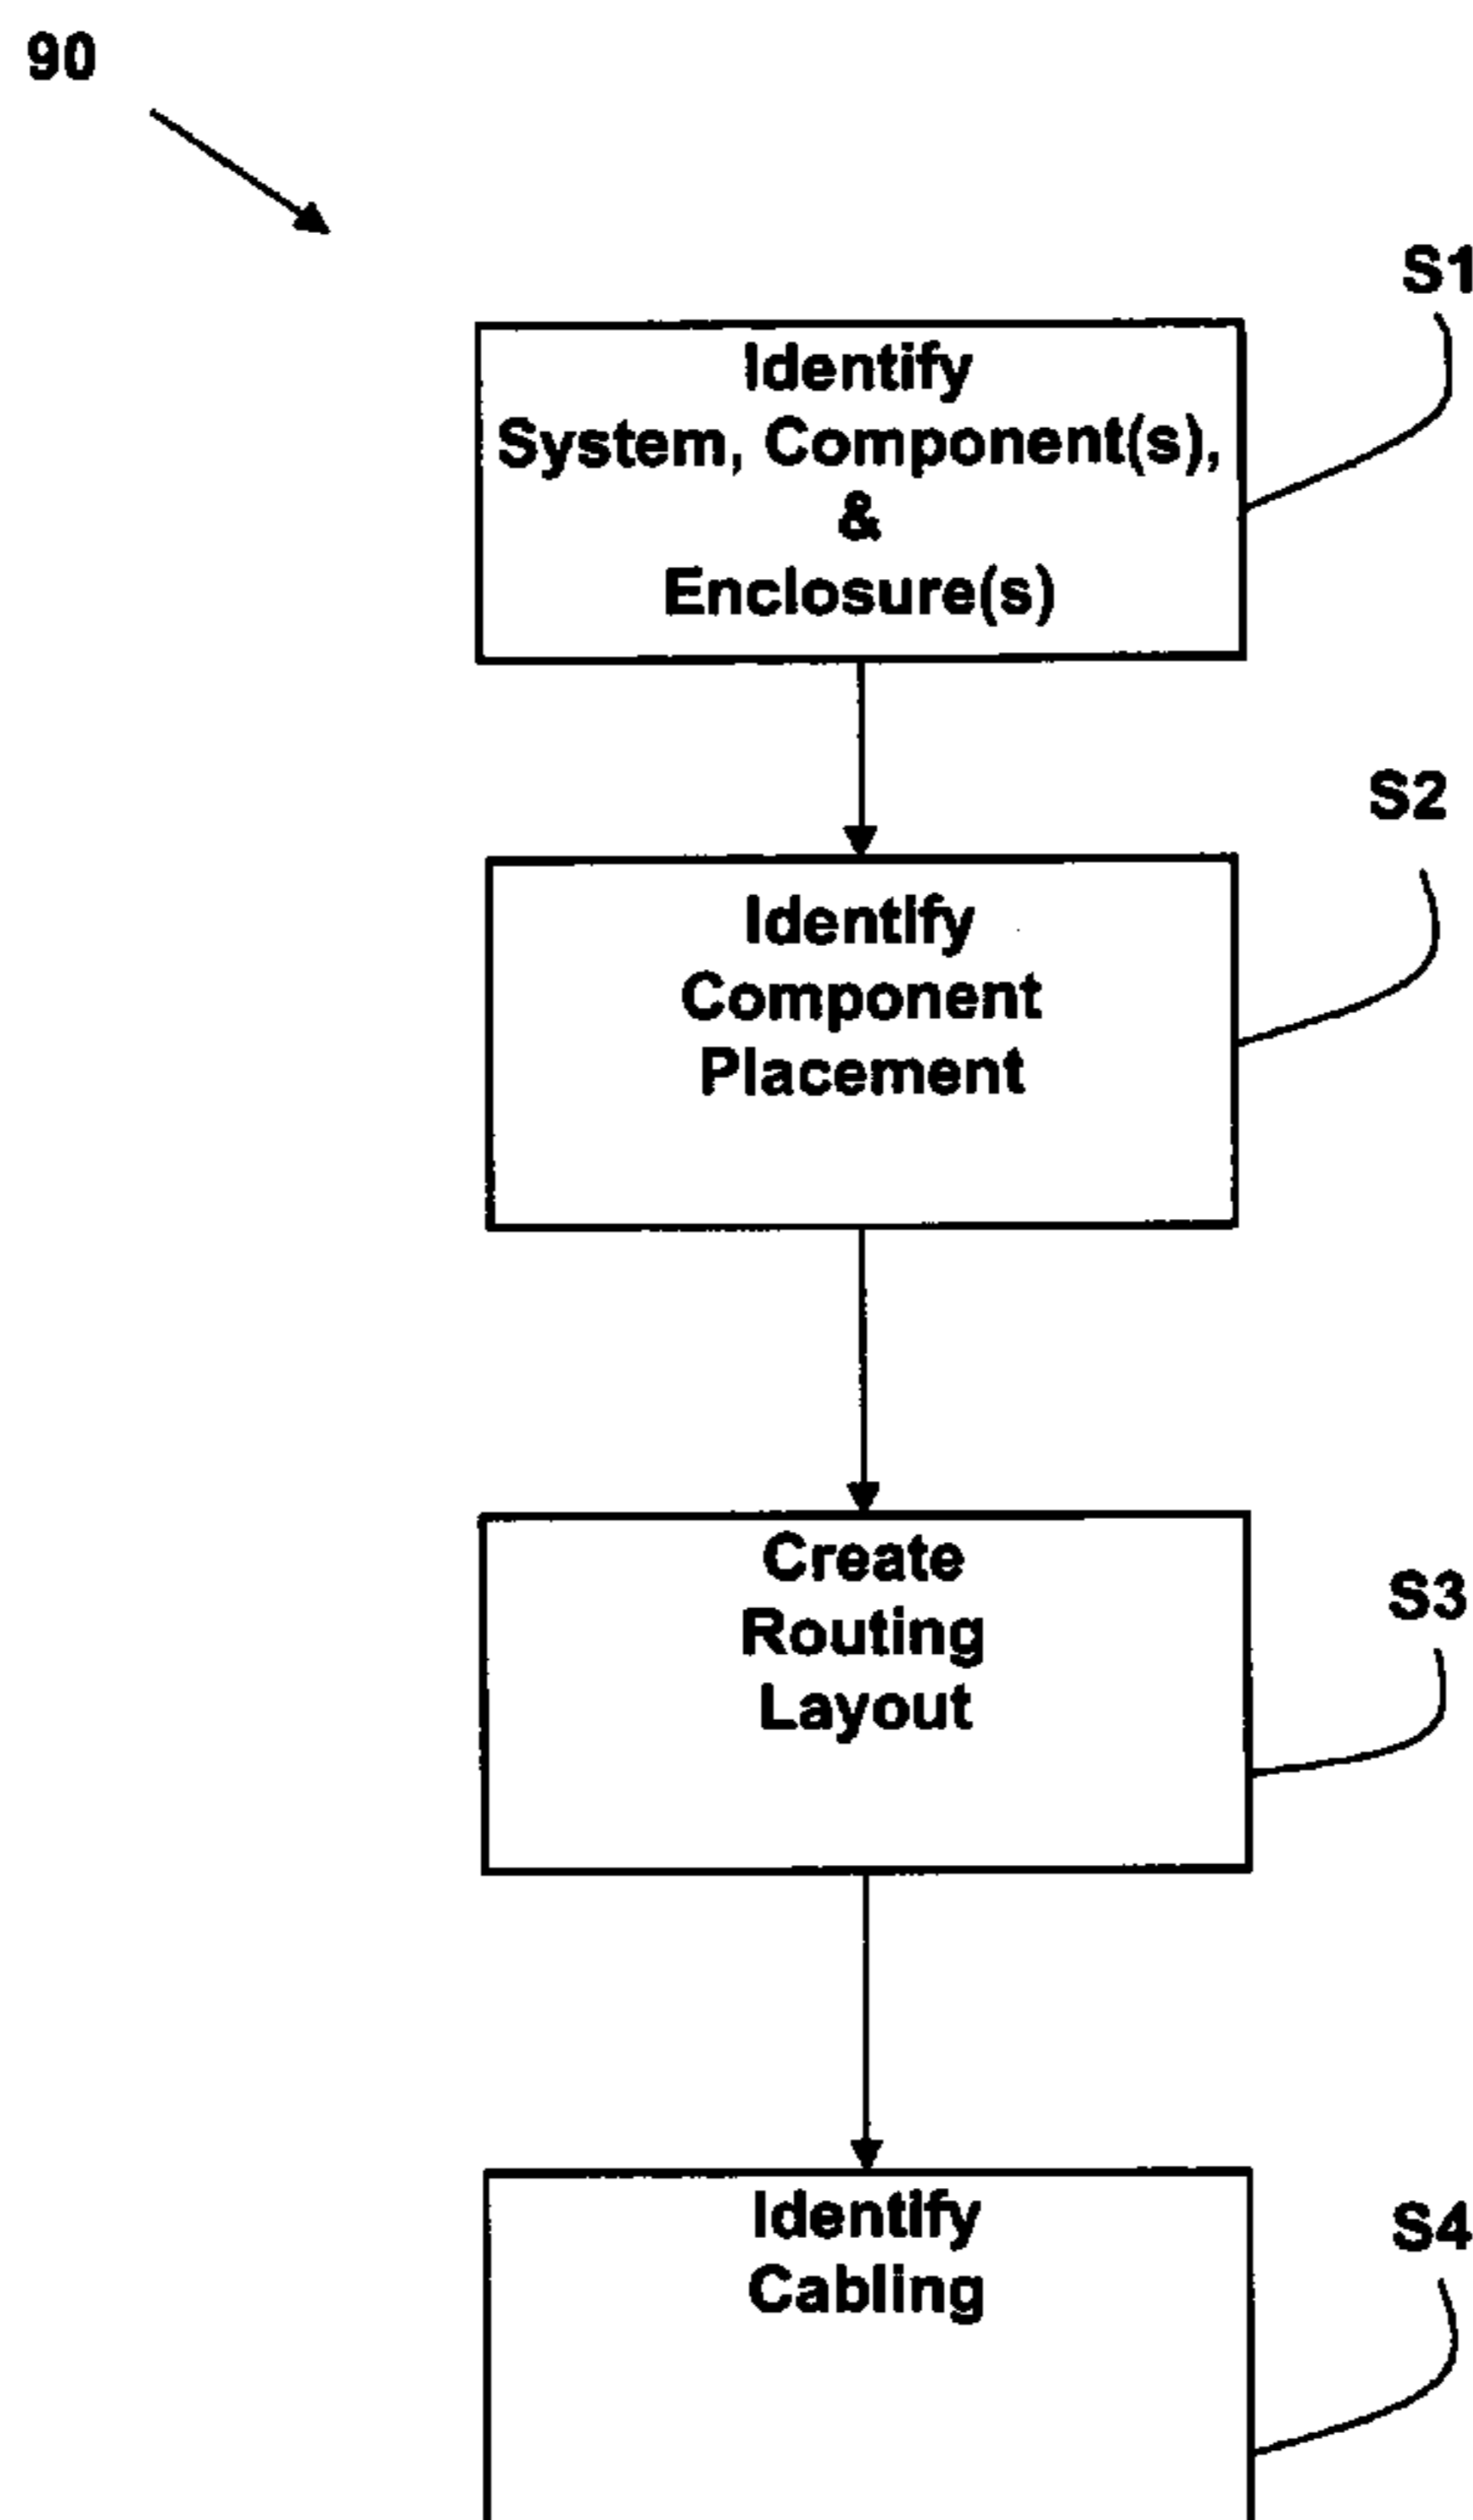 90
S1
Identify
System, Component(s),
&
Enclosure(s)
S2
Identify
Component
Placement
Create
Routing
Layout
S3
Identify
Cabling
S4